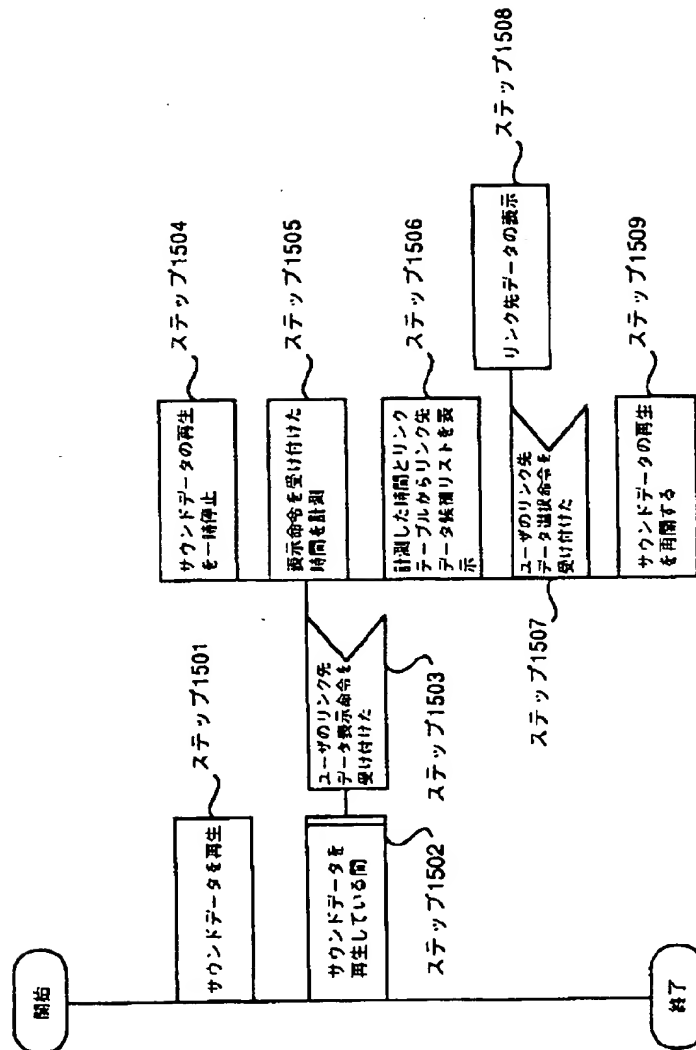 開始
サウンドデータを再生
ステップ1501
サウンドデータを
再生している間
ステップ1502
ユーザのリンク先
データ表示命令を
受け付けた
ステップ1503
サウンドデータの再生
を一時停止
ステップ1504
表示命令を受け付けた
時間を計測
ステップ1505
計測した時間とリンク
テーブルからリンク先
データ候補リストを表
示
ステップ1506
ユーザのリンク先
データ選択命令を
受け付けた
ステップ1507
リンク先データの表示
ステップ1508
サウンドデータの再生
を再開する
ステップ1509
終了